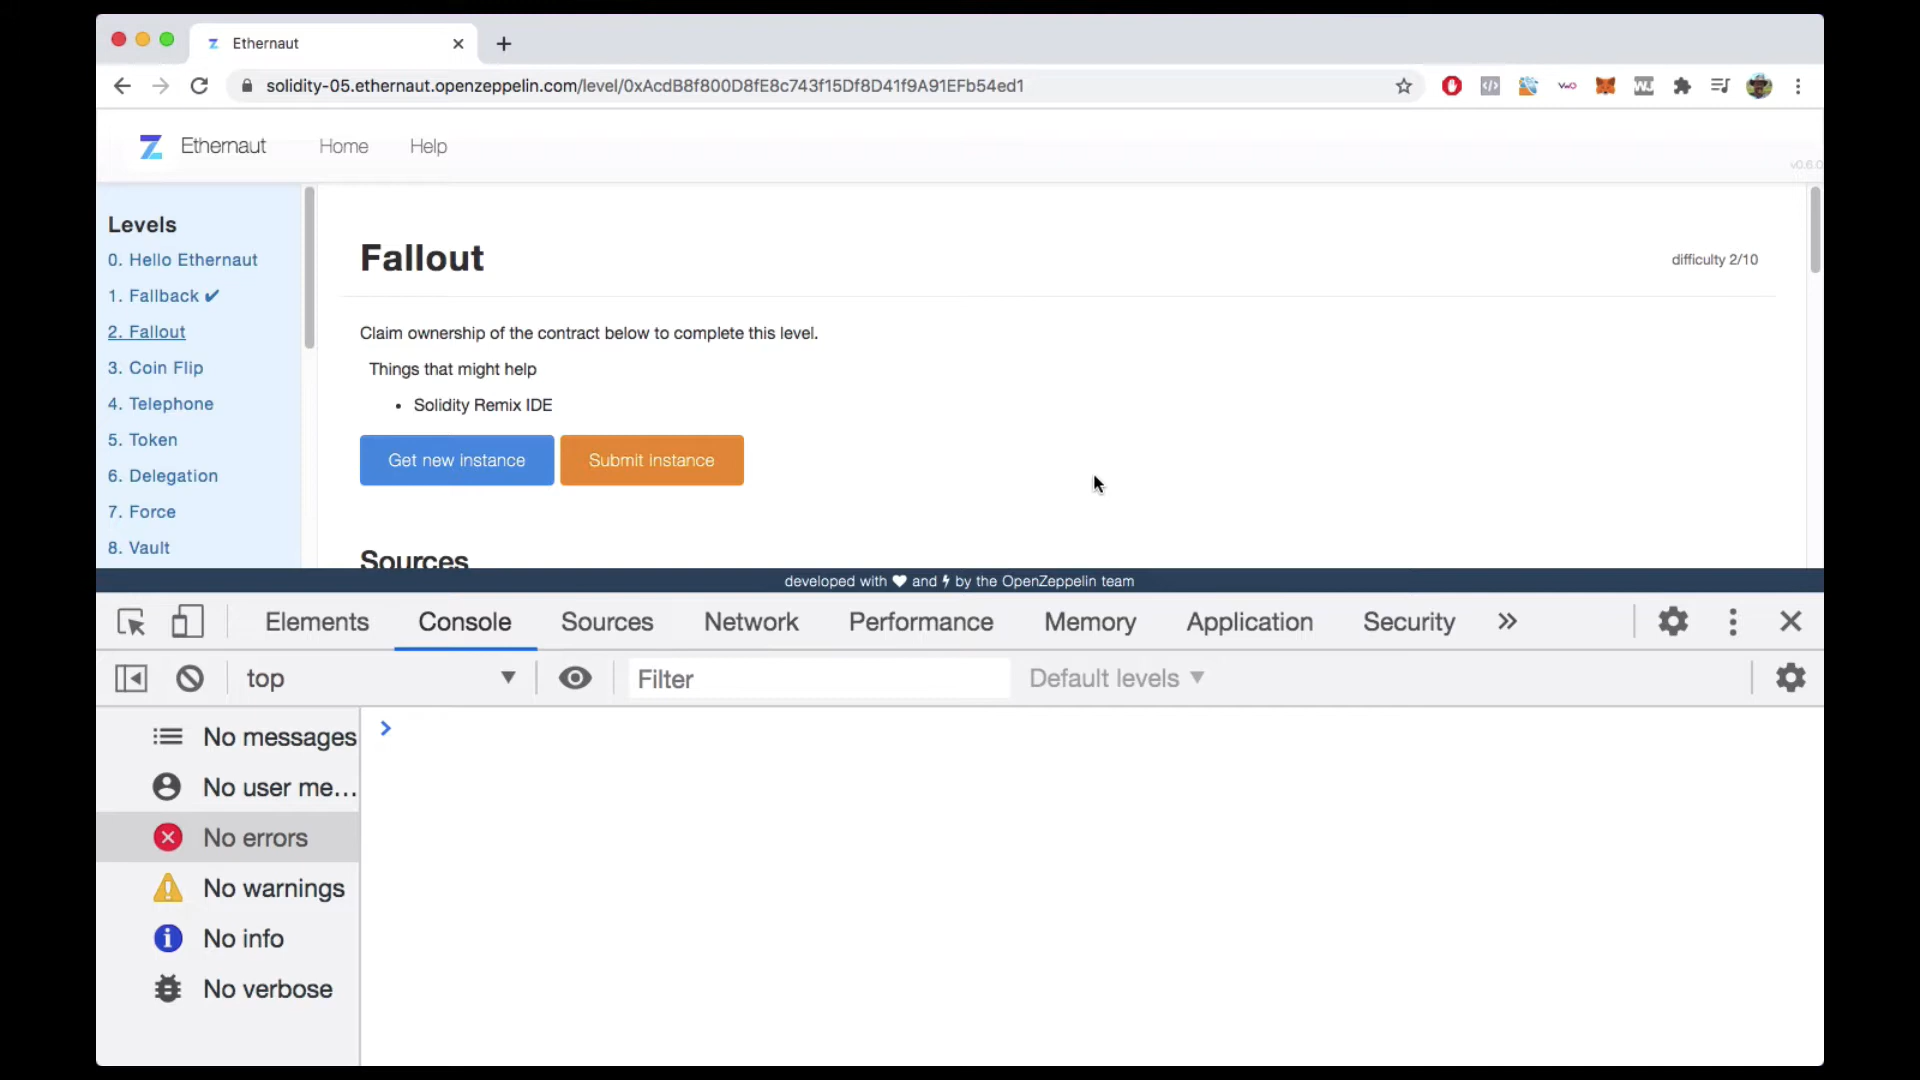 Ethernaut
solidity-05.ethernaut.openzeppelin.com/level/0xAcdB8f800D8fE8c743f15Df8D41f9A91EFb54ed1
Ethernaut Home Help
v0.6.0
Levels
0. Hello Ethernaut
1. Fallback ✔
2. Fallout
3. Coin Flip
4. Telephone
5. Token
6. Delegation
7. Force
8. Vault
Fallout
difficulty 2/10
Claim ownership of the contract below to complete this level.
Things that might help
• Solidity Remix IDE
Get new instance
Submit instance
Sources
developed with ♥ and ⚡ by the OpenZeppelin team
Elements Console Sources Network Performance Memory Application Security »
top Filter Default levels
No messages
No user me...
No errors
No warnings
No info
No verbose